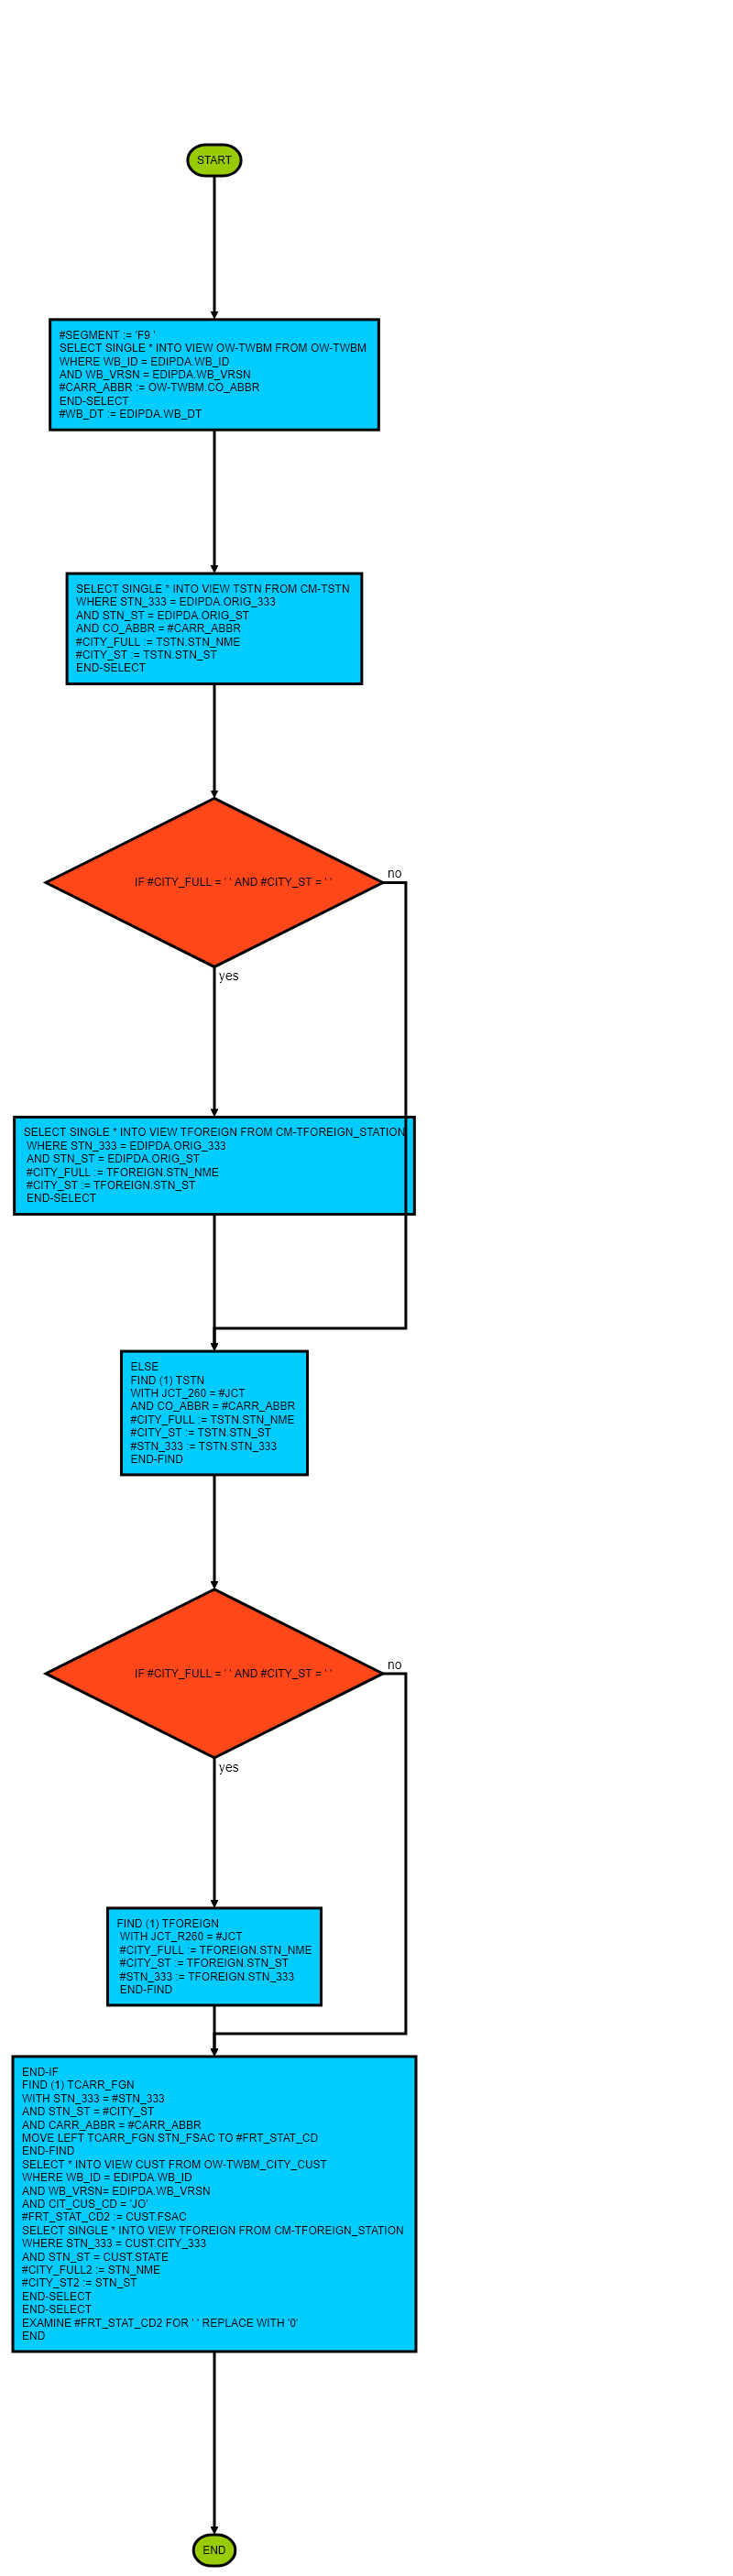 START
#SEGMENT := 'F9 '
SELECT SINGLE * INTO VIEW OW-TWBM FROM OW-TWBM
WHERE WB_ID = EDIPDA.WB_ID
AND WB_VRSN = EDIPDA.WB_VRSN
#CARR_ABBR := OW-TWBM.CO_ABBR
END-SELECT
#WB_DT := EDIPDA.WB_DT
SELECT SINGLE * INTO VIEW TSTN FROM CM-TSTN
WHERE STN_333 = EDIPDA.ORIG_333
AND STN_ST = EDIPDA.ORIG_ST
AND CO_ABBR = #CARR_ABBR
#CITY_FULL := TSTN.STN_NME
#CITY_ST := TSTN.STN_ST
END-SELECT
IF #CITY_FULL = ' ' AND #CITY_ST = ' '
no
yes
SELECT SINGLE * INTO VIEW TFOREIGN FROM CM-TFOREIGN_STATION
WHERE STN_333 = EDIPDA.ORIG_333
AND STN_ST = EDIPDA.ORIG_ST
#CITY_FULL := TFOREIGN.STN_NME
#CITY_ST := TFOREIGN.STN_ST
END-SELECT
ELSE
FIND (1) TSTN
WITH JCT_260 = #JCT
AND CO_ABBR = #CARR_ABBR
#CITY_FULL := TSTN.STN_NME
#CITY_ST := TSTN.STN_ST
#STN_333 := TSTN.STN_333
END-FIND
IF #CITY_FULL = ' ' AND #CITY_ST = ' '
no
yes
FIND (1) TFOREIGN
WITH JCT_R260 = #JCT
#CITY_FULL := TFOREIGN.STN_NME
#CITY_ST := TFOREIGN.STN_ST
#STN_333 := TFOREIGN.STN_333
END-FIND
END-IF
FIND (1) TCARR_FGN
WITH STN_333 = #STN_333
AND STN_ST = #CITY_ST
AND CARR_ABBR = #CARR_ABBR
MOVE LEFT TCARR_FGN.STN_FSAC TO #FRT_STAT_CD
END-FIND
SELECT * INTO VIEW CUST FROM OW-TWBM_CITY_CUST
WHERE WB_ID = EDIPDA.WB_ID
AND WB_VRSN= EDIPDA.WB_VRSN
AND CIT_CUS_CD = 'JO'
#FRT_STAT_CD2 := CUST.FSAC
SELECT SINGLE * INTO VIEW TFOREIGN FROM CM-TFOREIGN_STATION
WHERE STN_333 = CUST.CITY_333
AND STN_ST = CUST.STATE
#CITY_FULL2 := STN_NME
#CITY_ST2 := STN_ST
END-SELECT
END-SELECT
EXAMINE #FRT_STAT_CD2 FOR ' ' REPLACE WITH '0'
END
END